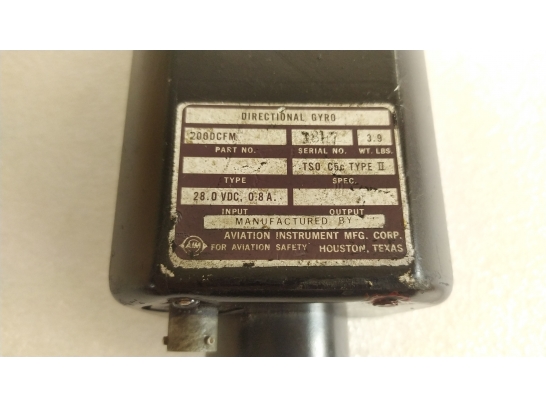 DIRECTIONAL GYRO
200DCFM 3.9
PART NO. SERIAL NO. WT. LBS.
TSO C5c TYPE II
TYPE SPEC.
28.0 VDC, 0.8 A.
INPUT OUTPUT
MANUFACTURED BY
AIM AVIATION INSTRUMENT MFG. CORP.
FOR AVIATION SAFETY HOUSTON, TEXAS